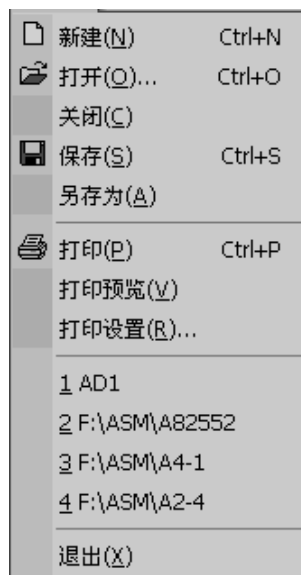 新建(N) Ctrl+N
打开(O)... Ctrl+O
关闭(C)
保存(S) Ctrl+S
另存为(A)
打印(P) Ctrl+P
打印预览(V)
打印设置(R)...
1 AD1
2 F:\ASM\A82552
3 F:\ASM\A4-1
4 F:\ASM\A2-4
退出(X)